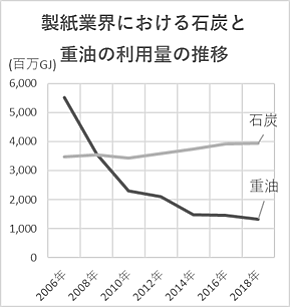 製紙業界における石炭と
重油の利用量の推移
(百万GJ)
6,000
5,000
4,000
3,000
2,000
1,000
0
石炭
重油
2006年
2008年
2010年
2012年
2014年
2016年
2018年